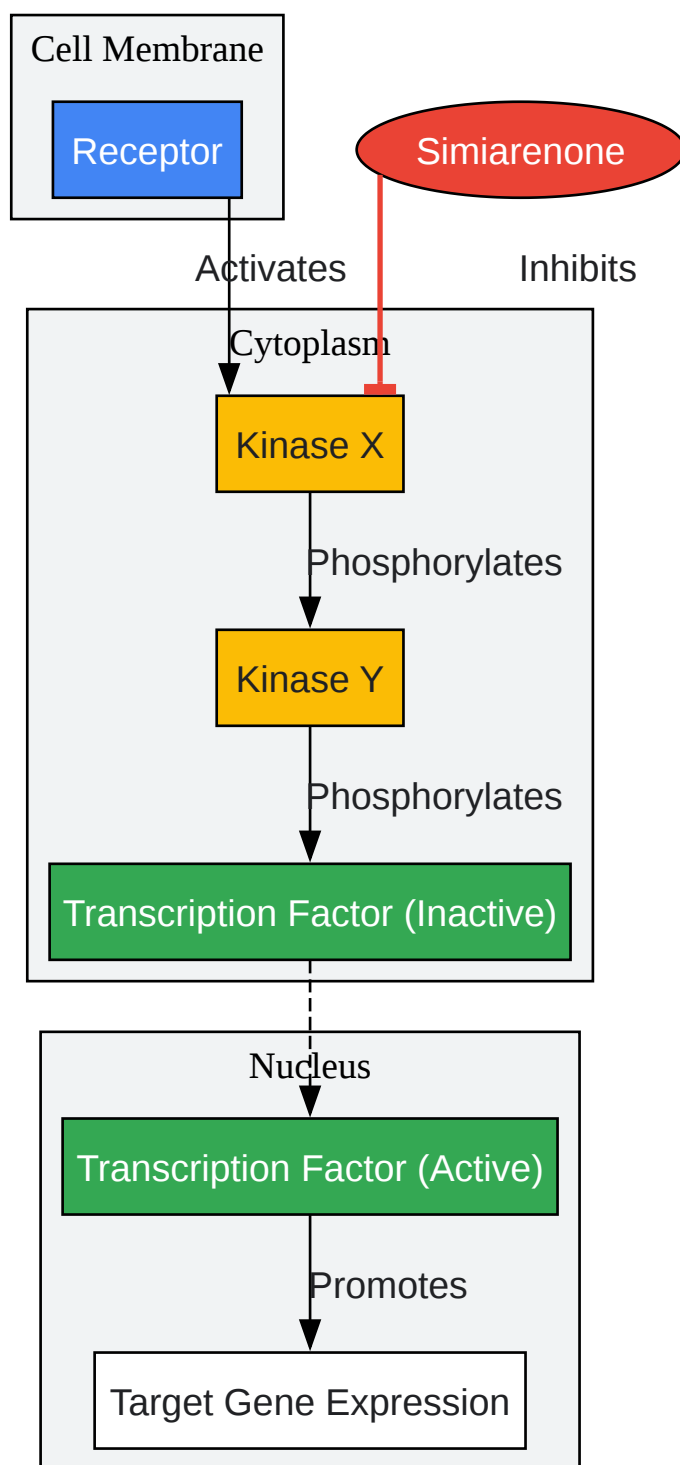 Cell Membrane
Receptor
Simiarenone
Activates
Inhibits
Cytoplasm
Kinase X
Phosphorylates
Kinase Y
Phosphorylates
Transcription Factor (Inactive)
Nucleus
Transcription Factor (Active)
Promotes
Target Gene Expression